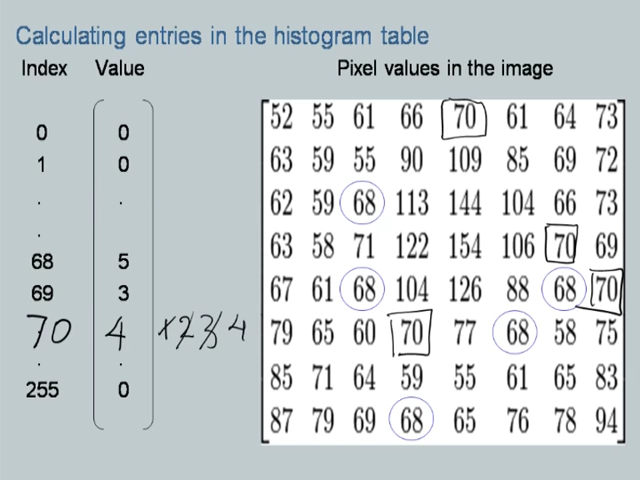 Calculating entries in the histogram table
Index Value Pixel values in the image
0 0 52 55 61 66 70 61 64 73
1 0 63 59 55 90 109 85 69 72
. . 62 59 68 113 144 104 66 73
.
68 5 63 58 71 122 154 106 70 69
69 3 67 61 68 104 126 88 68 70
70 4 1 2 3 4 79 65 60 70 77 68 58 75
. .
255 0 85 71 64 59 55 61 65 83
87 79 69 68 65 76 78 94